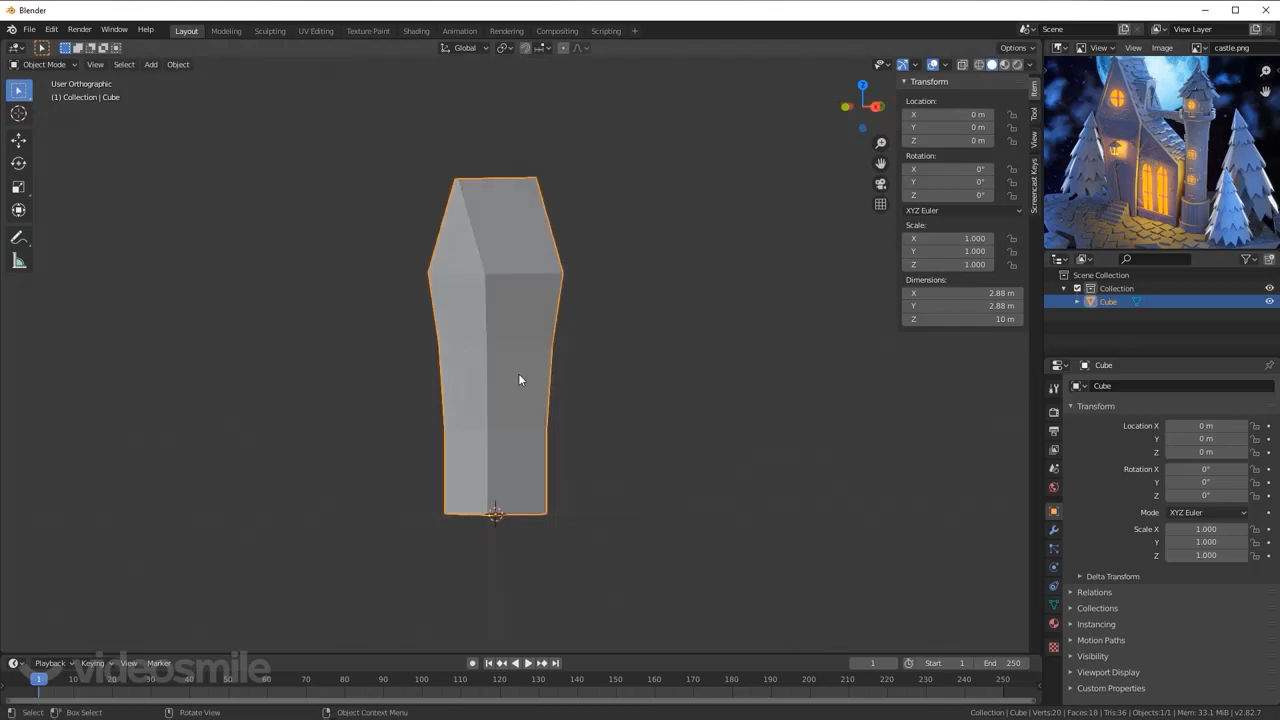 Blender
File Edit Render Window Help Layout Modeling Sculpting UV Editing Texture Paint Shading Animation Rendering Compositing Scripting + Scene View Layer
Global Options View View Image castle.png
Object Mode View Select Add Object
User Orthographic
(1) Collection | Cube
Transform
Location:
X 0 m
Y 0 m
Z 0 m
Rotation:
X 0°
Y 0°
Z 0°
XYZ Euler
Scale:
X 1.000
Y 1.000
Z 1.000
Dimensions:
X 2.88 m
Y 2.88 m
Z 10 m
Item
Tool
View
Screencast Keys
Z
X
Scene Collection
Collection
Cube
Cube
Cube
Transform
Location X 0 m
Y 0 m
Z 0 m
Rotation X 0°
Y 0°
Z 0°
Mode XYZ Euler
Scale X 1.000
Y 1.000
Z 1.000
Delta Transform
Relations
Collections
Instancing
Motion Paths
Visibility
Viewport Display
Custom Properties
videosmile
Playback Keying View Marker 1 Start 1 End 250
1 10 20 30 40 50 60 70 80 90 100 110 120 130 140 150 160 170 180 190 200 210 220 230 240 250
Select Box Select Rotate View Object Context Menu Collection | Cube | Verts:20 | Faces:18 | Tris:36 | Objects:1/1 | Mem: 33.1 MiB | v2.82.7